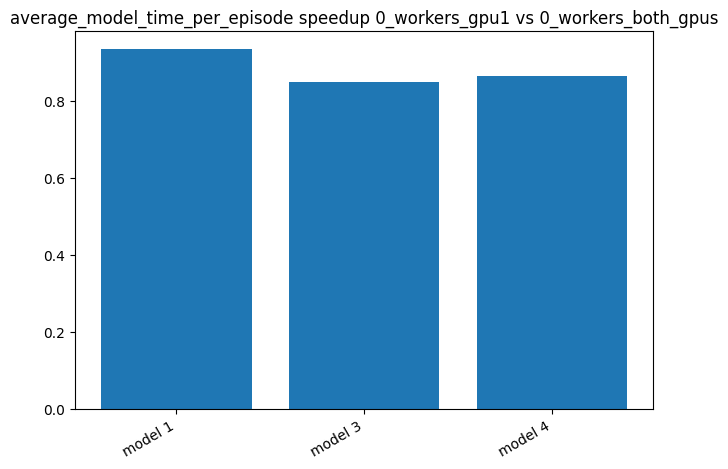 average_model_time_per_episode speedup 0_workers_gpu1 vs 0_workers_both_gpus
0.8
0.6
0.4
0.2
0.0
model 1
model 3
model 4